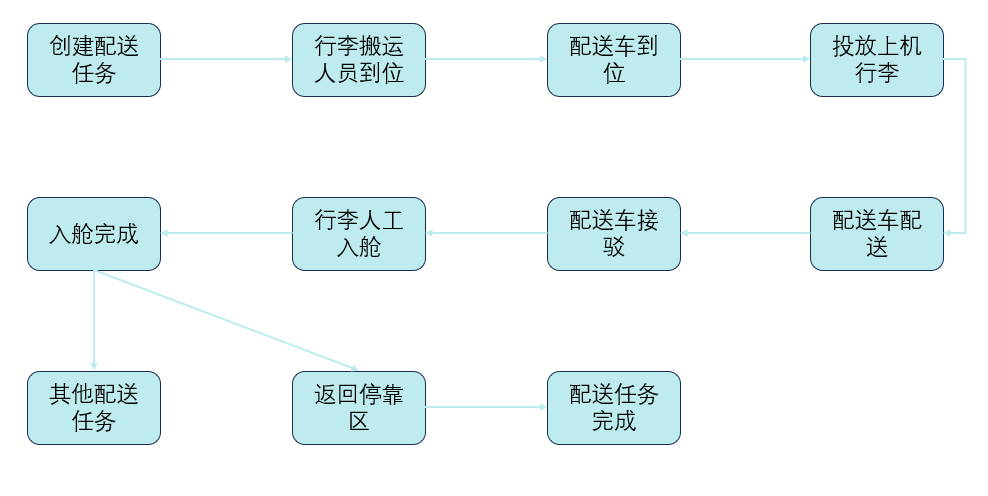 创建配送
任务
行李搬运
人员到位
配送车到
位
投放上机
行李
入舱完成
行李人工
入舱
配送车接
驳
配送车配
送
其他配送
任务
返回停靠
区
配送任务
完成